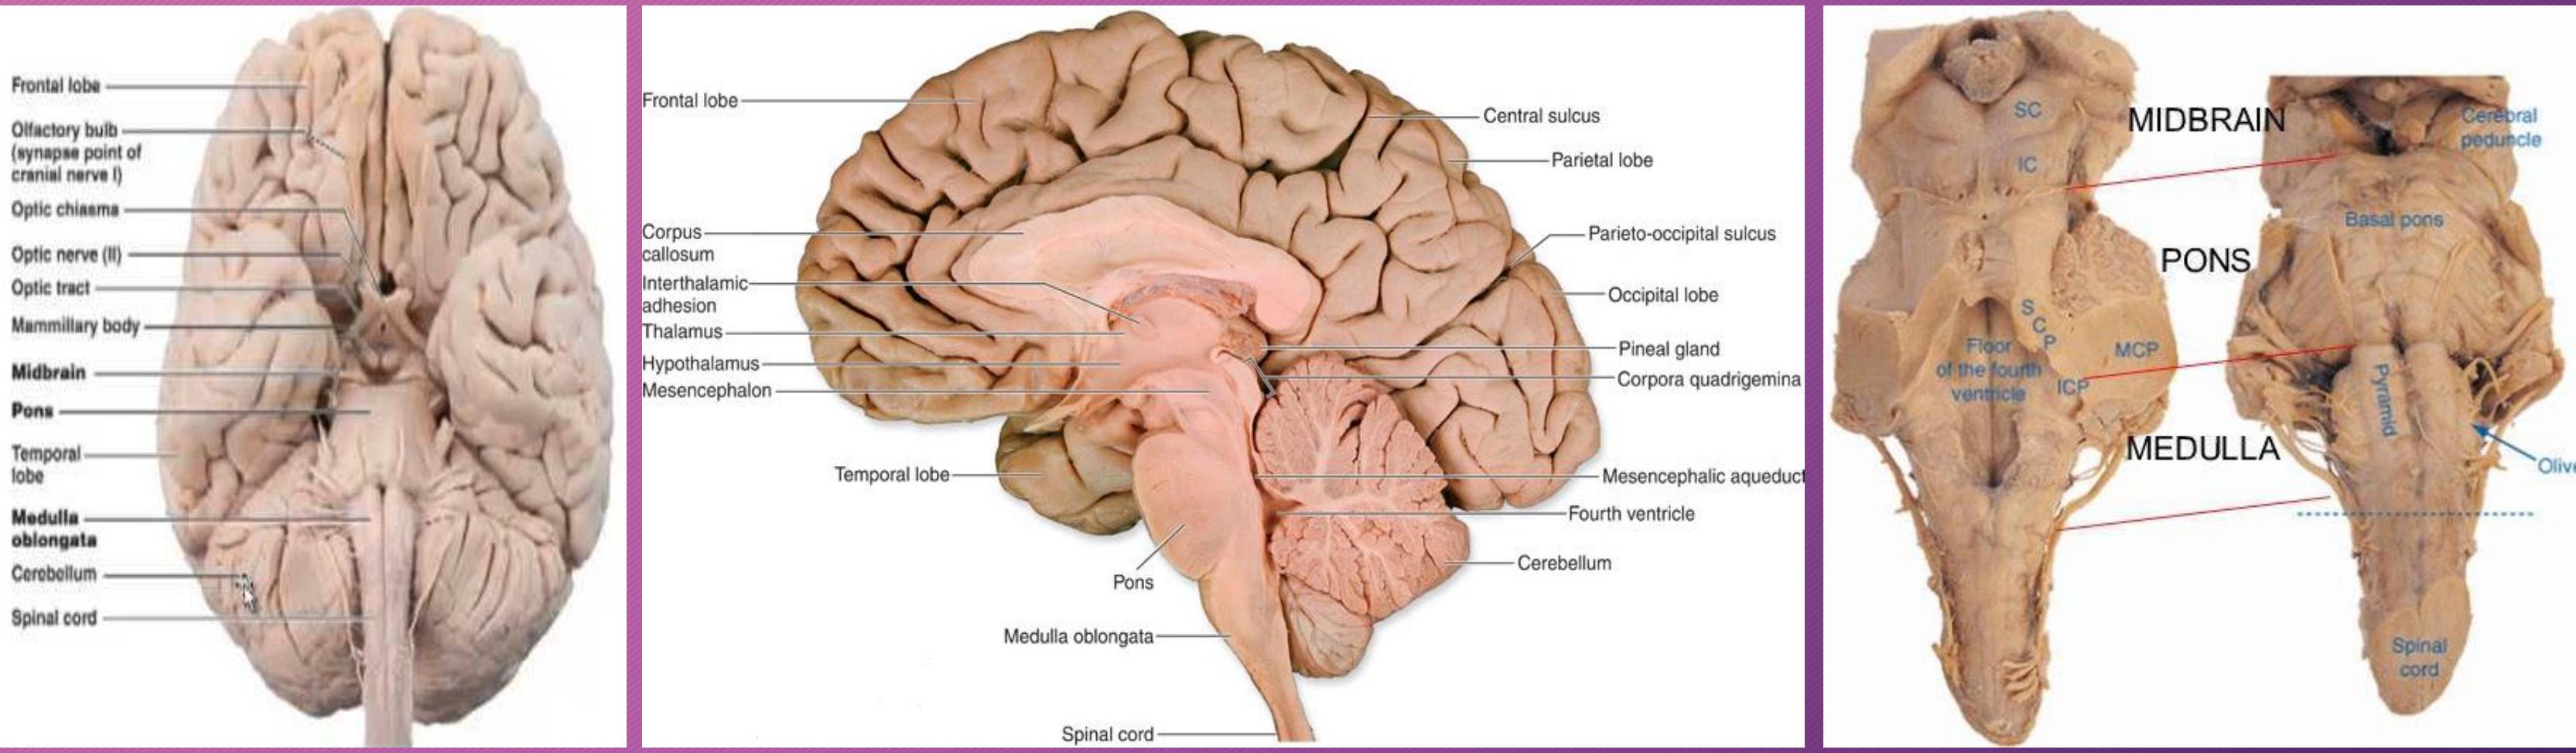 Frontal lobe
Olfactory bulb
(synapse point of
cranial nerve I)
Optic chiasma
Optic nerve (II)
Optic tract
Mammillary body
Midbrain
Pons
Temporal
lobe
Medulla
oblongata
Cerebellum
Spinal cord
Frontal lobe
Corpus
callosum
Interthalamic
adhesion
Thalamus
Hypothalamus
Mesencephalon
Temporal lobe
Pons
Medulla oblongata
Spinal cord
Central sulcus
Parietal lobe
Parieto-occipital sulcus
Occipital lobe
Pineal gland
Corpora quadrigemina
Mesencephalic aqueduct
Fourth ventricle
Cerebellum
SC
IC
S
C
P
Floor
of the fourth
ventricle
MCP
ICP
MIDBRAIN
PONS
MEDULLA
Cerebral
peduncle
Basal pons
Pyramid
Olive
Spinal
cord